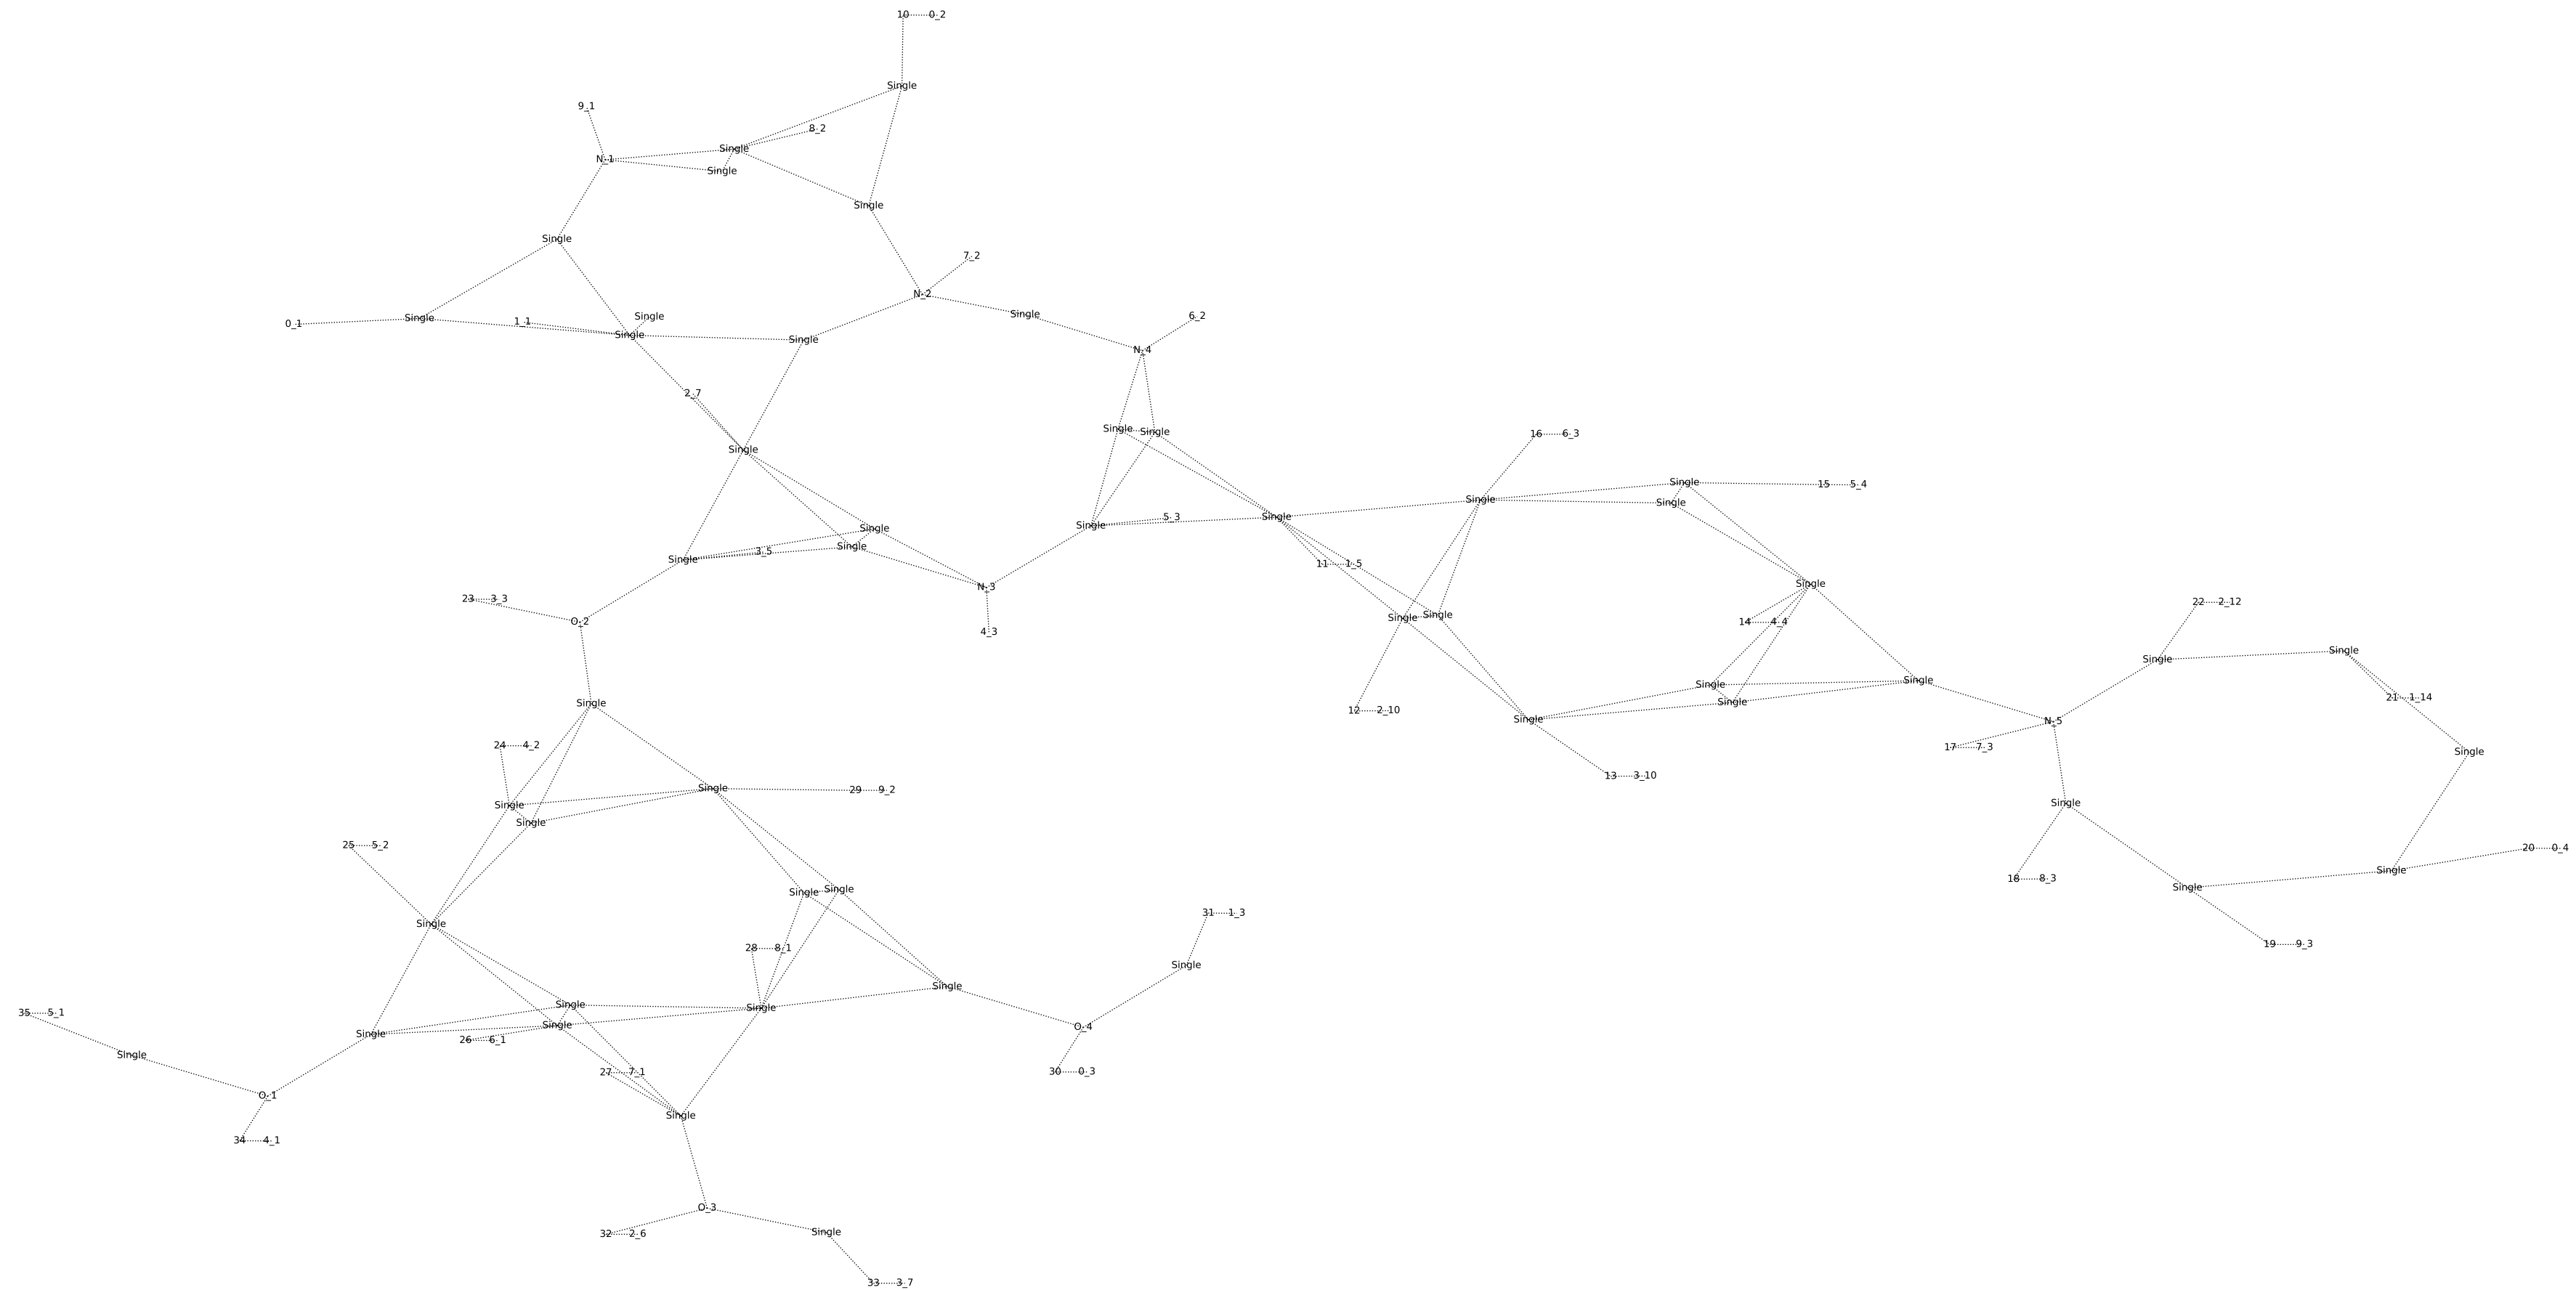 10 0_2
Single
9_1
8_2
Single
N_1
Single
Single
Single
7_2
N_2
Single
6_2
Single
Single
0_1
1_1
Single
Single
N_4
2_7
Single
Single
16 6_3
Single
Single
15 5_4
Single
Single
5_3
Single
Single
Single
Single
3_5
11 1_5
Single
Single
N_3
23 3_3
22 2_12
Single
Single
O_2
14 4_4
4_3
Single
Single
Single
Single
Single
21 1_14
Single
Single
12 2_10
Single
N_5
24 4_2
17 7_3
Single
13 3_10
Single
29 9_2
Single
Single
Single
25 5_2
20 0_4
Single
18 8_3
Single
Single
Single
31 1_3
Single
19 9_3
28 8_1
Single
Single
Single
Single
35 5_1
Single
O_4
Single
26 6_1
SIngle
27 7_1
30 0_3
O_1
Single
34 4_1
O_3
Single
32 2_6
33 3_7